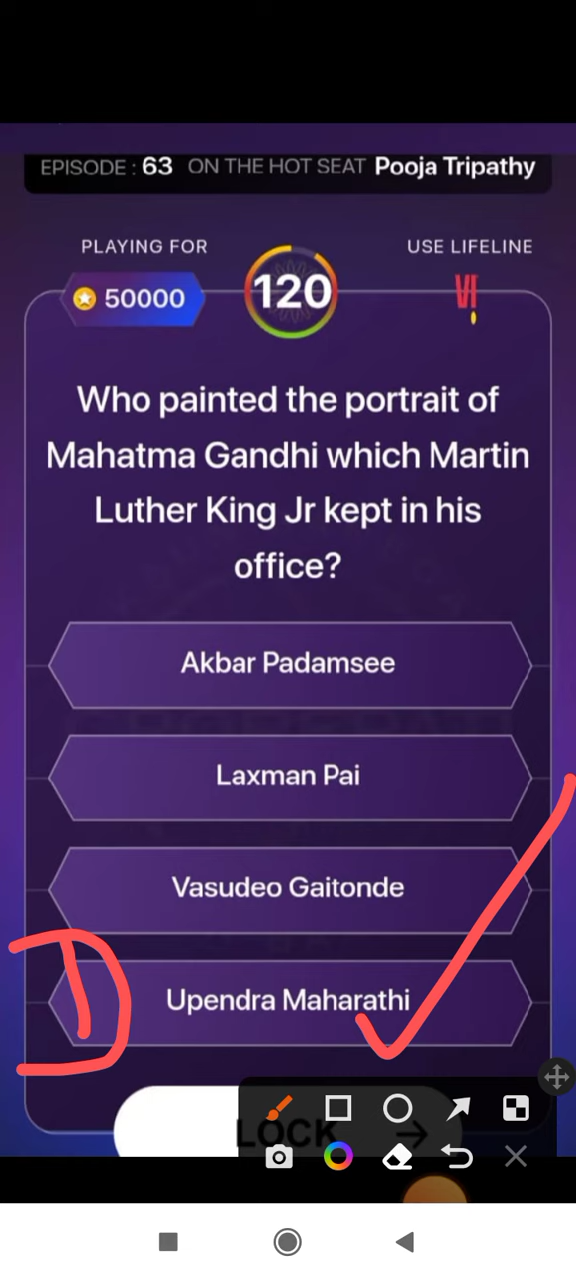 EPISODE : 63 ON THE HOT SEAT Pooja Tripathy
PLAYING FOR
USE LIFELINE
50000
120
VI
Who painted the portrait of
Mahatma Gandhi which Martin
Luther King Jr kept in his
office?
Akbar Padamsee
Laxman Pai
Vasudeo Gaitonde
D
Upendra Maharathi
LOCK